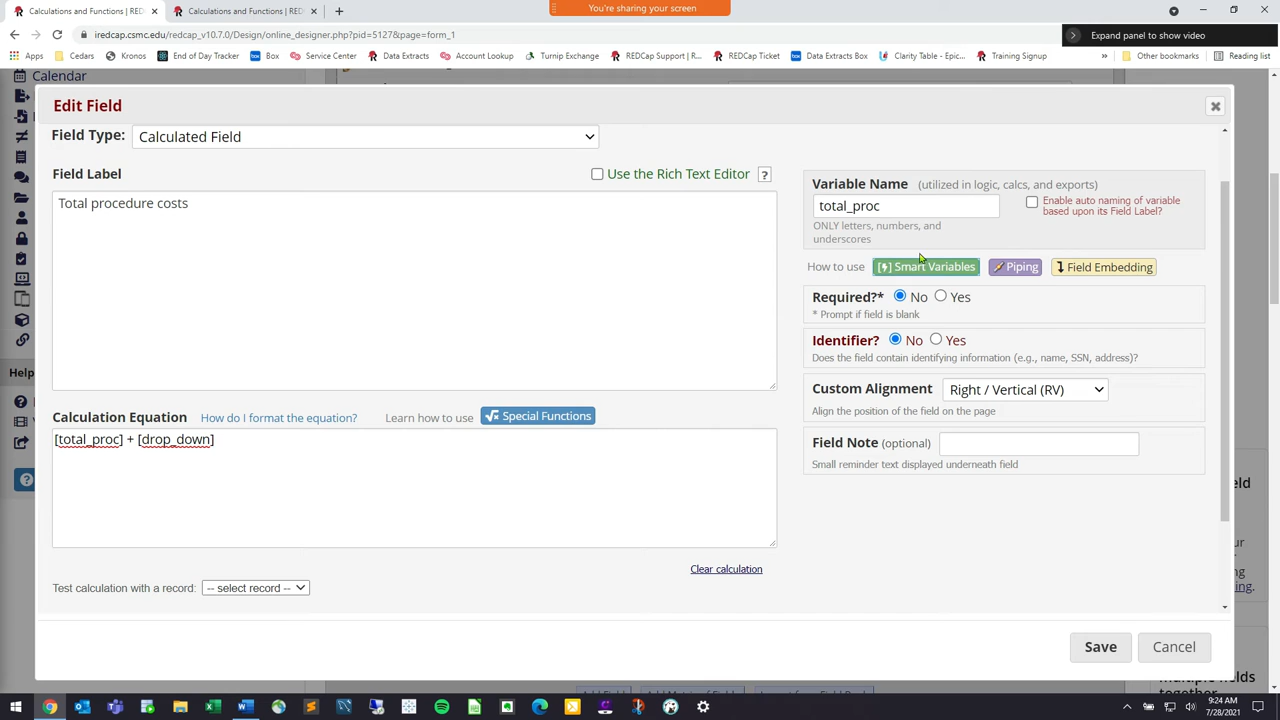 Calculations and Functions | RED
Calculations and Functions | RED
You're sharing your screen
iredcap.csmc.edu/redcap_v10.7.0/Design/online_designer.php?pid=5127&page=form_1
Expand panel to show video
Apps
Cedars
Kronos
End of Day Tracker
Box
Service Center
Data Extracts
Account Lookup
Turnip Exchange
REDCap Support | R...
REDCap Ticket
Data Extracts Box
Clarity Table - Epic...
Training Signup
Other bookmarks
Reading list
Calendar
Edit Field
Field Type:
Calculated Field
Field Label
Use the Rich Text Editor
?
Total procedure costs
Variable Name (utilized in logic, calcs, and exports)
total_proc
Enable auto naming of variable
based upon its Field Label?
ONLY letters, numbers, and
underscores
How to use
Smart Variables
Piping
Field Embedding
Required?* No Yes
* Prompt if field is blank
Identifier? No Yes
Does the field contain identifying information (e.g., name, SSN, address)?
Custom Alignment
Right / Vertical (RV)
Align the position of the field on the page
Field Note (optional)
Small reminder text displayed underneath field
Calculation Equation
How do I format the equation?
Learn how to use
Special Functions
[total_proc] + [drop_down]
Clear calculation
Test calculation with a record:
-- select record --
Save
Cancel
Help
9:24 AM
7/28/2021